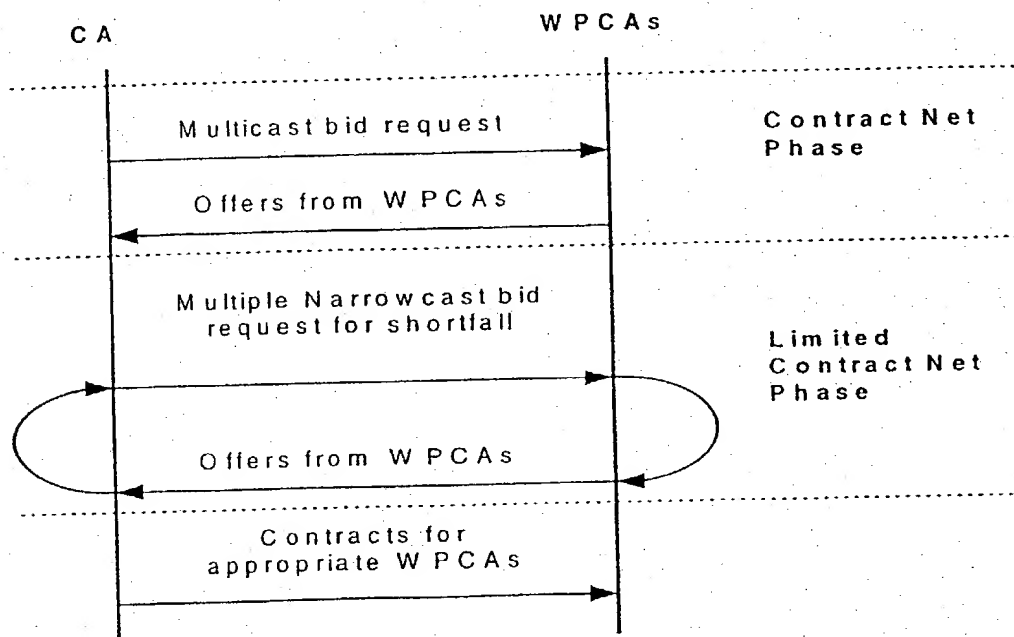 CA
WPCAs
Multicast bid request
Contract Net
Phase
Offers from WPCAs
Multiple Narrowcast bid
request for shortfall
Limited
Contract Net
Phase
Offers from WPCAs
Contracts for
appropriate WPCAs